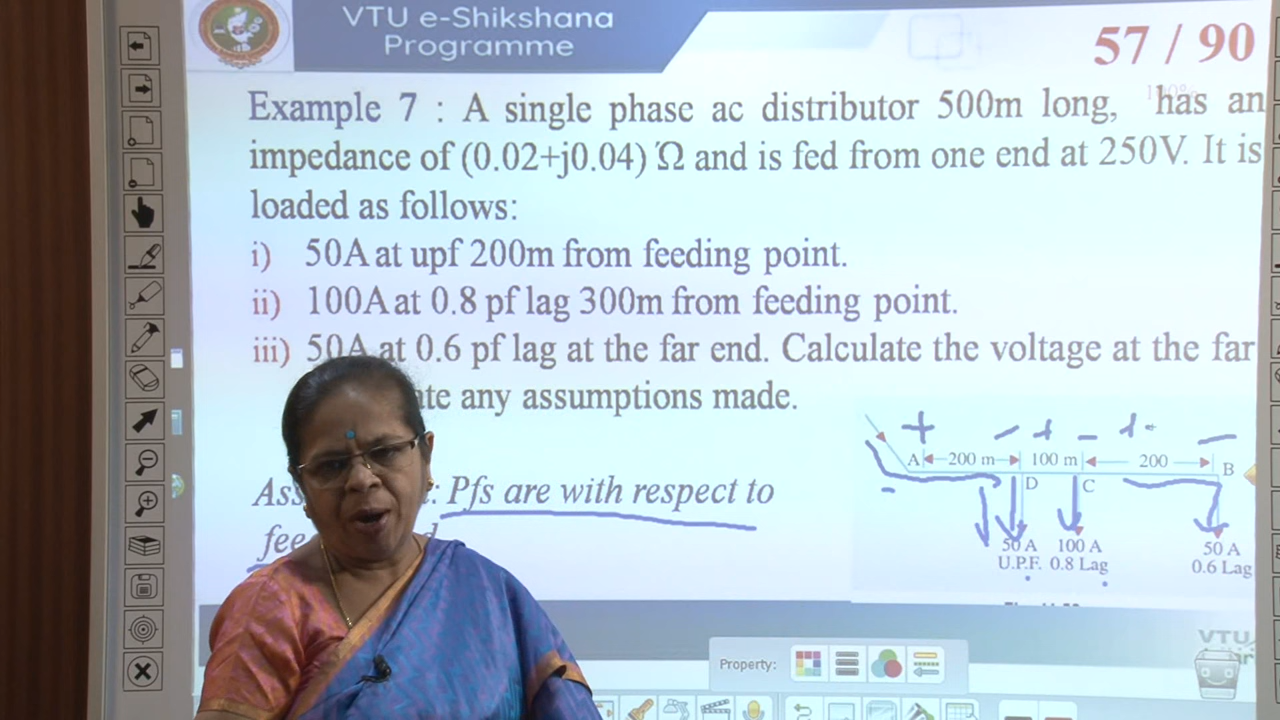 VTU e-Shikshana
Programme
57 / 90
Example 7 : A single phase ac distributor 500m long, has an
impedance of (0.02+j0.04) Ω and is fed from one end at 250V. It is
loaded as follows:
i) 50A at upf 200m from feeding point.
ii) 100A at 0.8 pf lag 300m from feeding point.
iii) 50A at 0.6 pf lag at the far end. Calculate the voltage at the far
any assumptions made.
+ - + - + -
A 200 m 100 m 200 B
D C
: Pfs are with respect to
50 A 100 A 50 A
U.P.F. 0.8 Lag 0.6 Lag
VTU
Property: